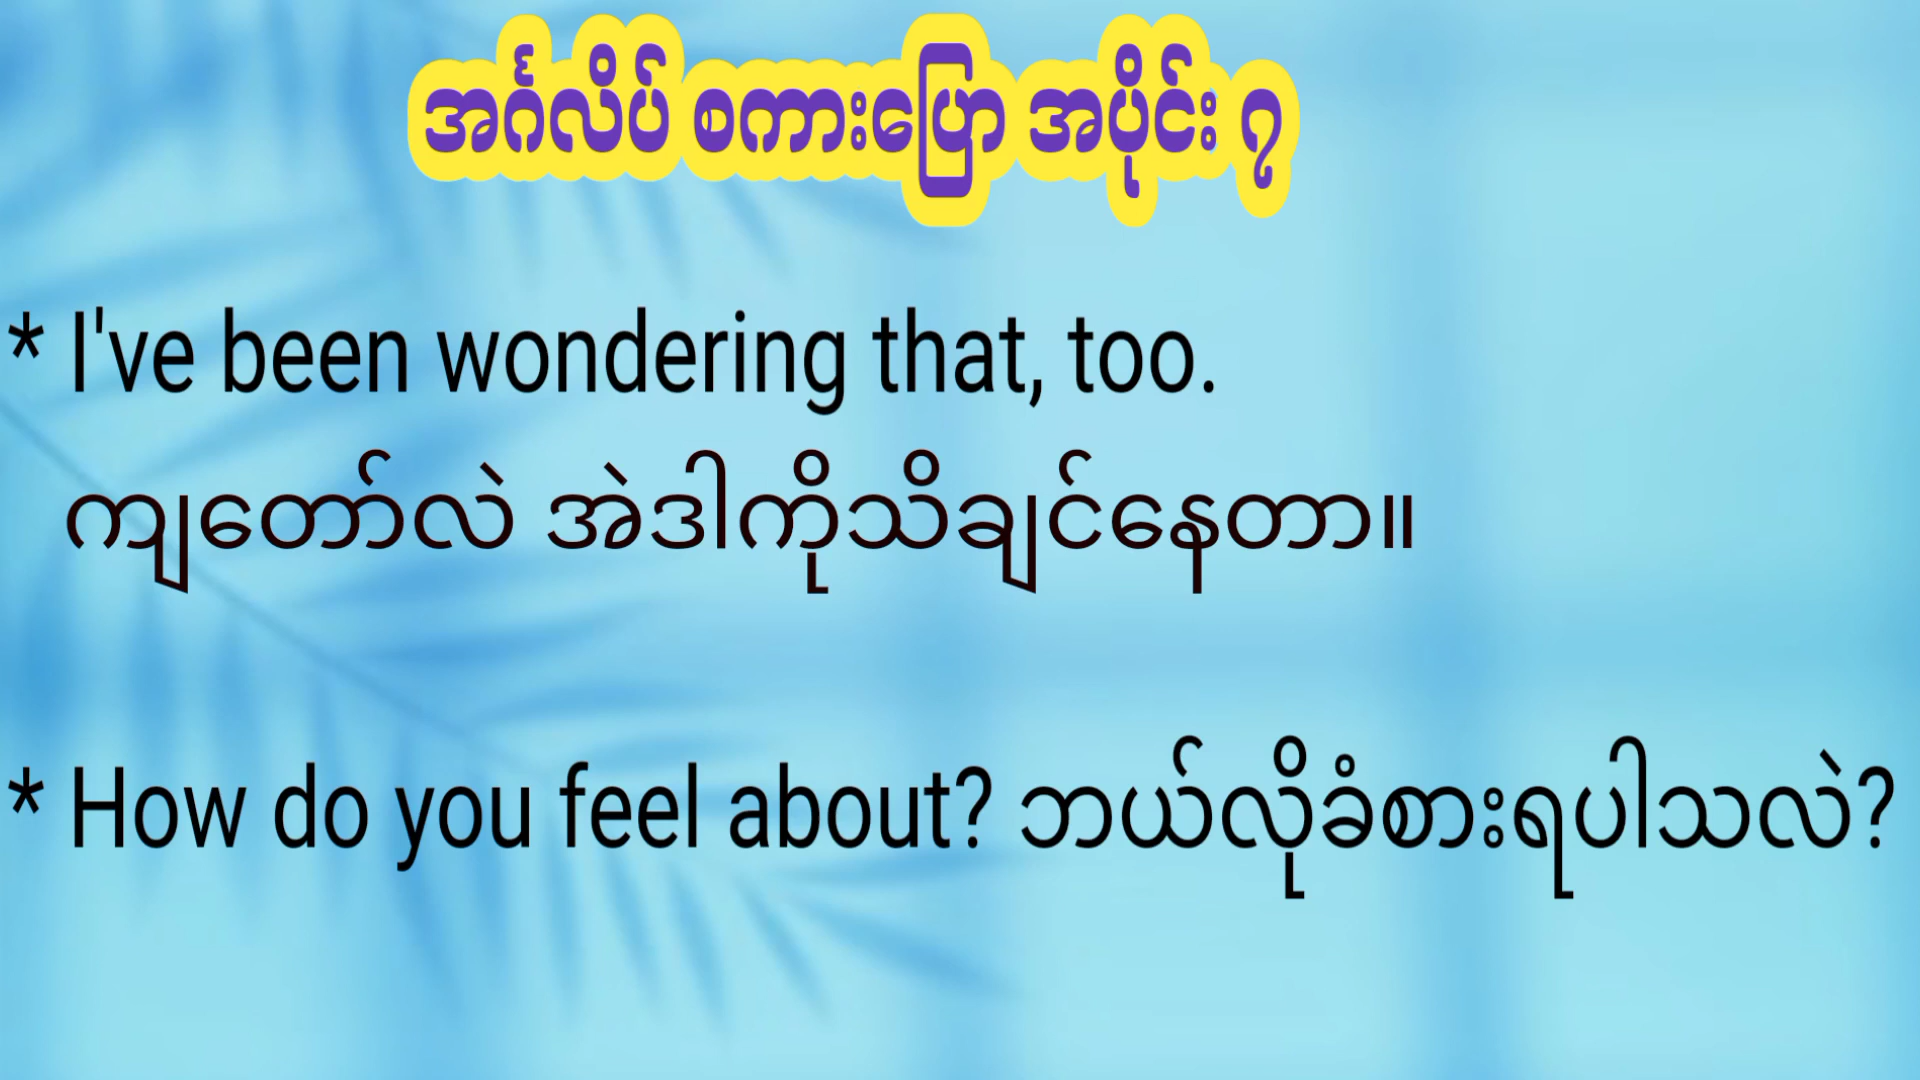 အင်္ဂလိပ် စကားပြော အပိုင်း ၇
* I've been wondering that, too.
ကျတော်လဲ အဲဒါကိုသိချင်နေတာ။
* How do you feel about? ဘယ်လိုခံစားရပါသလဲ?